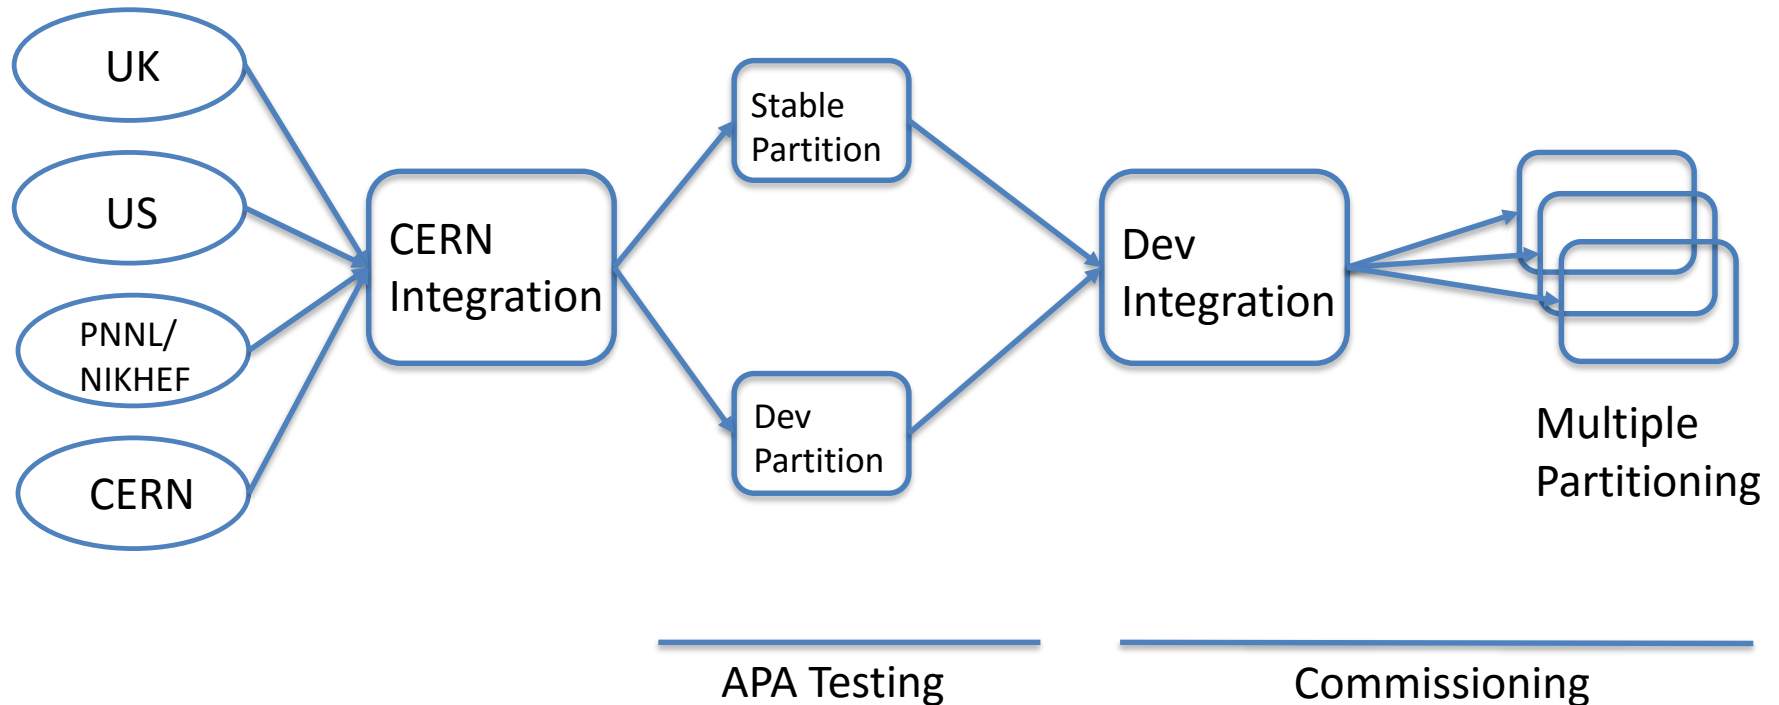 UK
US
PNNL/
NIKHEF
CERN
CERN
Integration
Stable
Partition
Dev
Partition
Dev
Integration
Multiple
Partitioning
APA Testing
Commissioning